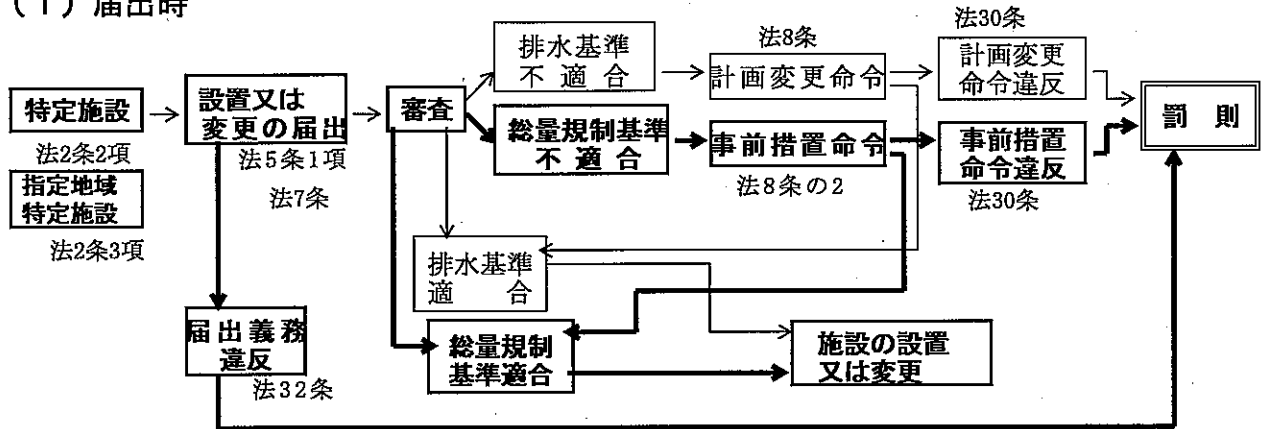 (1)届出時
法30条
排水基準
不適合
法8条
計画変更命令
計画変更
命令違反
特定施設
設置又は
変更の届出
審査
総量規制基準
不適合
事前措置命令
事前措置
命令違反
罰則
法2条2項
法5条1項
法8条の2
法30条
指定地域
特定施設
法7条
法2条3項
排水基準
適合
届出義務
違反
総量規制
基準適合
施設の設置
又は変更
法32条